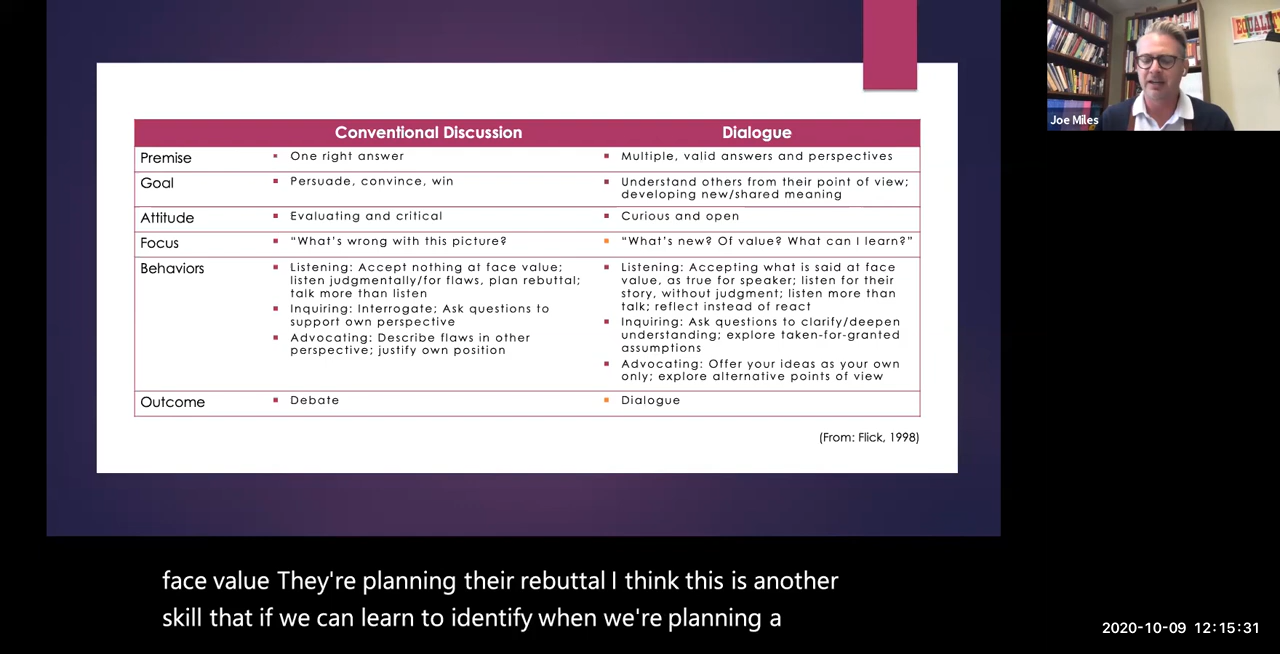 Conventional Discussion
Dialogue
Premise
One right answer
Multiple, valid answers and perspectives
Goal
Persuade, convince, win
Understand others from their point of view;
developing new/shared meaning
Attitude
Evaluating and critical
Curious and open
Focus
“What’s wrong with this picture?
“What’s new? Of value? What can I learn?”
Behaviors
Listening: Accept nothing at face value;
listen judgmentally/for flaws, plan rebuttal;
talk more than listen
Inquiring: Interrogate; Ask questions to
support own perspective
Advocating: Describe flaws in other
perspective; justify own position
Listening: Accepting what is said at face
value, as true for speaker; listen for their
story, without judgment; listen more than
talk; reflect instead of react
Inquiring: Ask questions to clarify/deepen
understanding; explore taken-for-granted
assumptions
Advocating: Offer your ideas as your own
only; explore alternative points of view
Outcome
Debate
Dialogue
(From: Flick, 1998)
Joe Miles
face value They're planning their rebuttal I think this is another
skill that if we can learn to identify when we're planning a
2020-10-09 12:15:31